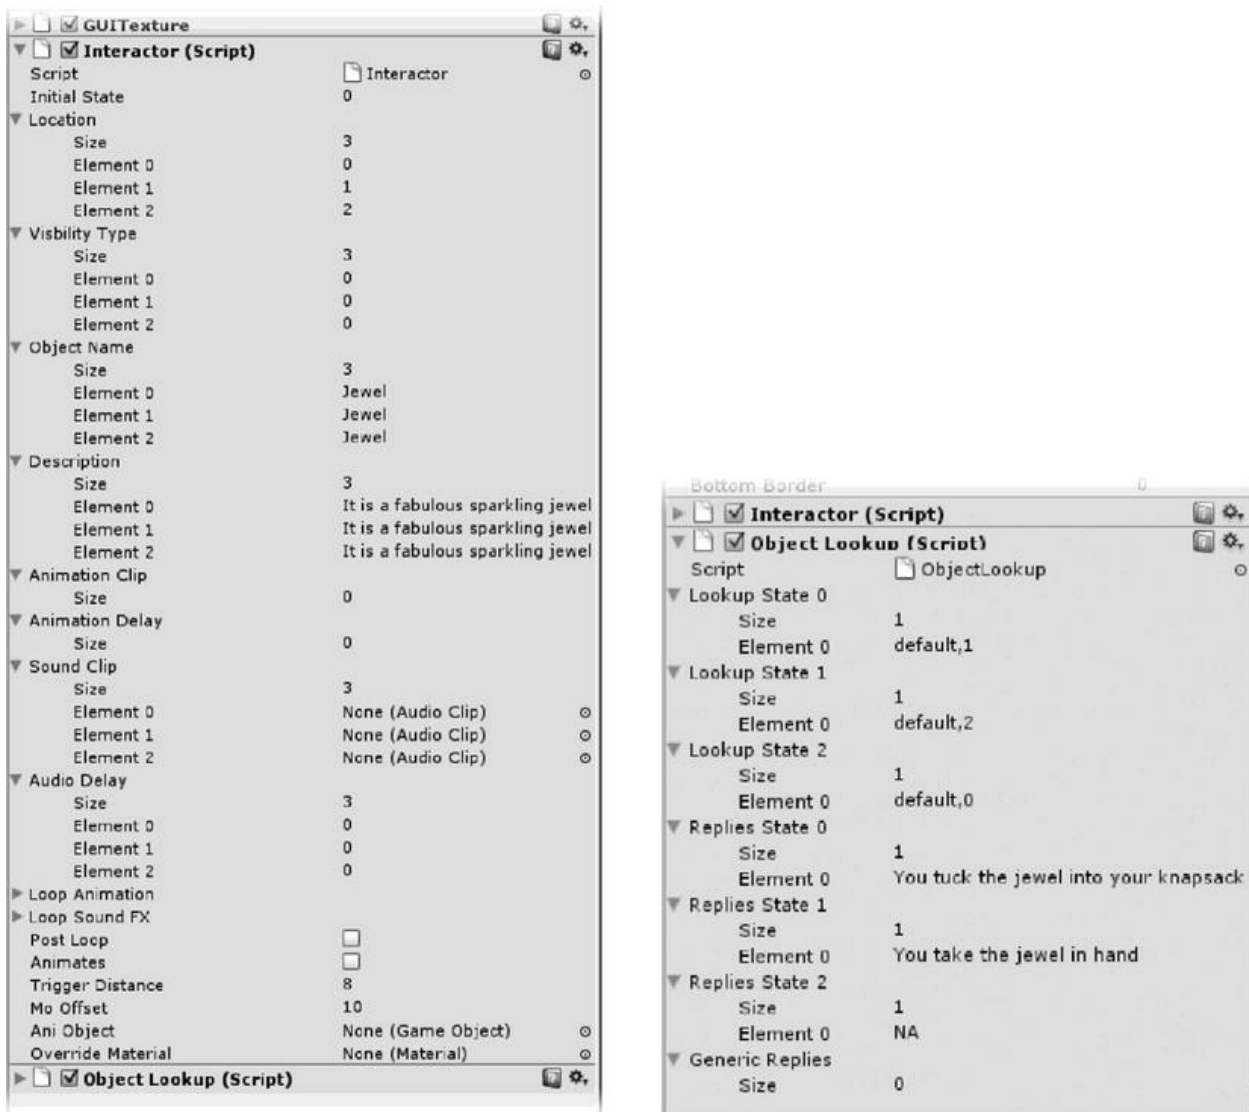 GUITexture
Interactor (Script)
Script Interactor
Initial State 0
Location
Size 3
Element 0 0
Element 1 1
Element 2 2
Visbility Type
Size 3
Element 0 0
Element 1 0
Element 2 0
Object Name
Size 3
Element 0 Jewel
Element 1 Jewel
Element 2 Jewel
Description
Size 3
Element 0 It is a fabulous sparkling jewel
Element 1 It is a fabulous sparkling jewel
Element 2 It is a fabulous sparkling jewel
Animation Clip
Size 0
Animation Delay
Size 0
Sound Clip
Size 3
Element 0 None (Audio Clip)
Element 1 None (Audio Clip)
Element 2 None (Audio Clip)
Audio Delay
Size 3
Element 0 0
Element 1 0
Element 2 0
Loop Animation
Loop Sound FX
Post Loop
Animates
Trigger Distance 8
Mo Offset 10
Ani Object None (Game Object)
Override Material None (Material)
Object Lookup (Script)
Bottom Border 0
Interactor (Script)
Object Lookup (Script)
Script ObjectLookup
Lookup State 0
Size 1
Element 0 default,1
Lookup State 1
Size 1
Element 0 default,2
Lookup State 2
Size 1
Element 0 default,0
Replies State 0
Size 1
Element 0 You tuck the jewel into your knapsack
Replies State 1
Size 1
Element 0 You take the jewel in hand
Replies State 2
Size 1
Element 0 NA
Generic Replies
Size 0